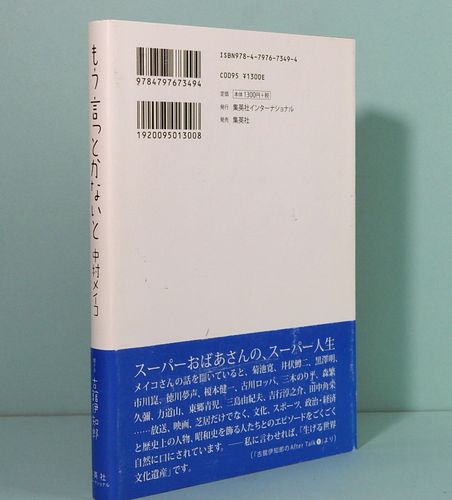 もう言っとかないと
中村メイコ
古舘伊知郎
ISBN978-4-7976-7349-4
C0095 ¥1300E
9784797673494
定価 本体1300円+税
発行 集英社インターナショナル
発売 集英社
1920095013008
スーパーおばあさんの、スーパー人生
メイコさんの話を聞いていると、菊池寛、井伏鱒二、黒澤明、
市川崑、徳川夢声、榎本健一、古川ロッパ、三木のり平、森繁
久彌、力道山、東郷青児、三島由紀夫、吉行淳之介、田中角栄
……放送、映画、芝居だけでなく、文化、スポーツ、政治・経済
と歴史上の人物、昭和史を飾る人たちとのエピソードをごくごく
自然に口にされています。――私に言わせれば、「生ける世界
文化遺産」です。
(「古舘伊知郎のAfter Talk」より)